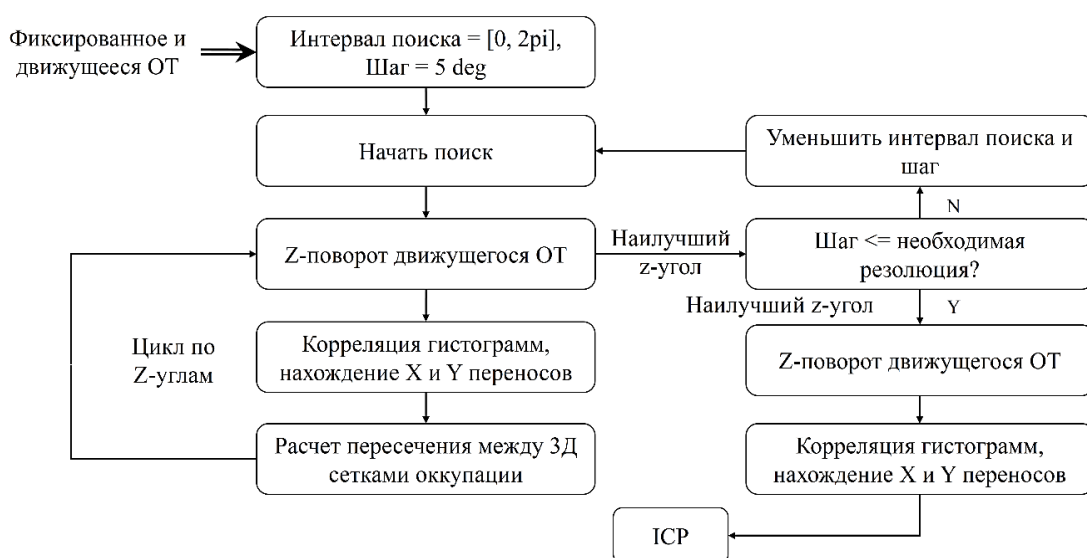 Фиксированное и
движущееся ОТ
Интервал поиска = [0, 2pi],
Шаг = 5 deg
Начать поиск
Уменьшить интервал поиска и
шаг
N
Z-поворот движущегося ОТ
Наилучший
z-угол
Шаг <= необходимая
резолюция?
Наилучший z-угол
Y
Цикл по
Z-углам
Корреляция гистограмм,
нахождение X и Y переносов
Z-поворот движущегося ОТ
Расчет пересечения между 3Д
сетками оккупации
Корреляция гистограмм,
нахождение X и Y переносов
ICP